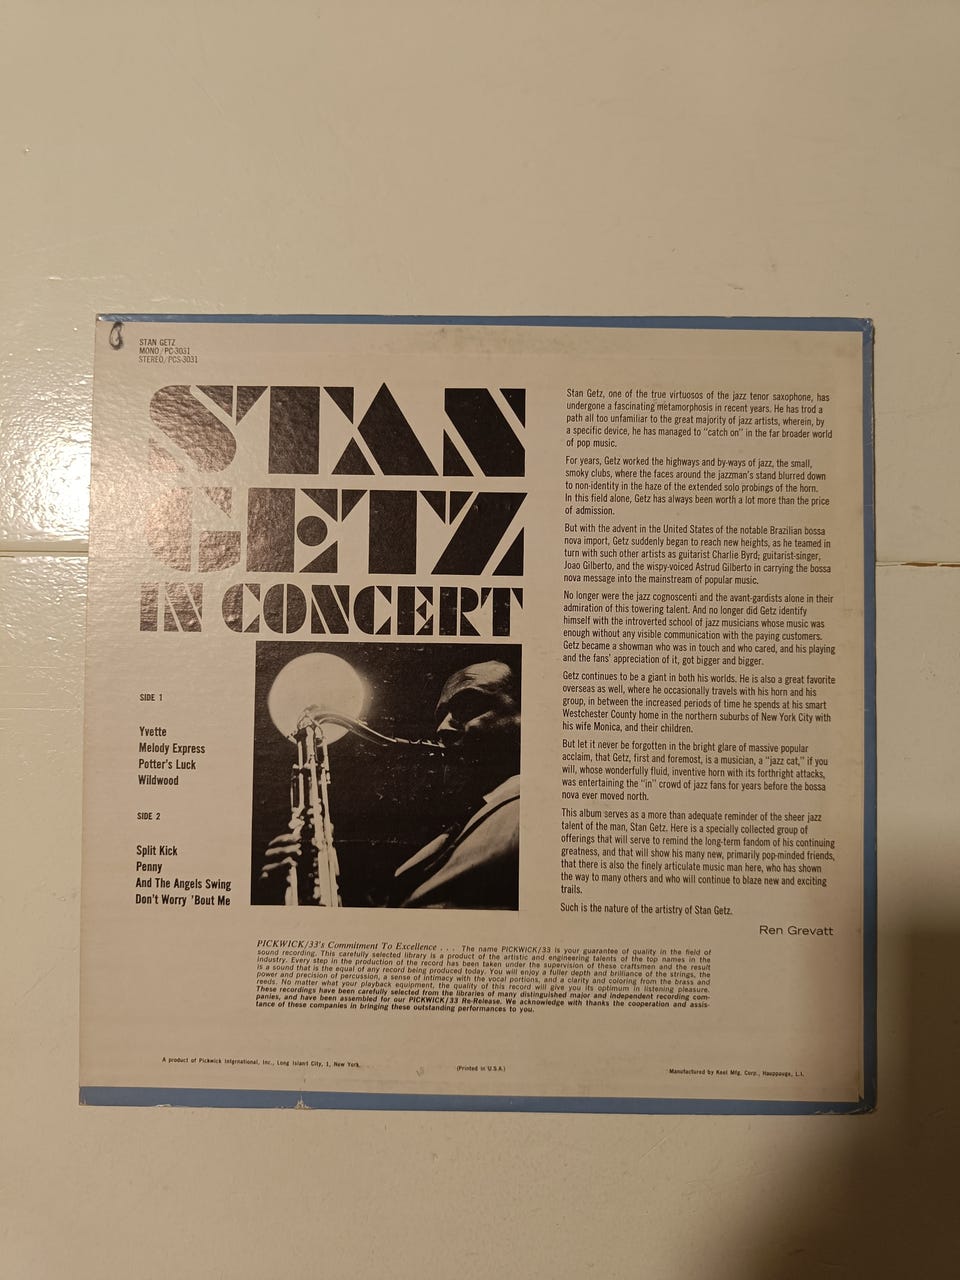 STAN GETZ
MONO/PC-3031
STEREO/PCS-3031
STAN
GETZ
IN CONCERT
SIDE 1
Yvette
Melody Express
Potter's Luck
Wildwood
SIDE 2
Split Kick
Penny
And The Angels Swing
Don't Worry 'Bout Me
Stan Getz, one of the true virtuosos of the jazz tenor saxophone, has
undergone a fascinating metamorphosis in recent years. He has trod a
path all too unfamiliar to the great majority of jazz artists, wherein, by
a specific device, he has managed to "catch on" in the far broader world
of pop music.
For years, Getz worked the highways and by-ways of jazz, the small,
smoky clubs, where the faces around the jazzman's stand blurred down
to non-identity in the haze of the extended solo probings of the horn.
In this field alone, Getz has always been worth a lot more than the price
of admission.
But with the advent in the United States of the notable Brazilian bossa
nova import, Getz suddenly began to reach new heights, as he teamed in
turn with such other artists as guitarist Charlie Byrd; guitarist-singer,
Joao Gilberto, and the wispy-voiced Astrud Gilberto in carrying the bossa
nova message into the mainstream of popular music.
No longer were the jazz cognoscenti and the avant-gardists alone in their
admiration of this towering talent. And no longer did Getz identify
himself with the introverted school of jazz musicians whose music was
enough without any visible communication with the paying customers.
Getz became a showman who was in touch and who cared, and his playing
and the fans' appreciation of it, got bigger and bigger.
Getz continues to be a giant in both his worlds. He is also a great favorite
overseas as well, where he occasionally travels with his horn and his
group, in between the increased periods of time he spends at his smart
Westchester County home in the northern suburbs of New York City with
his wife Monica, and their children.
But let it never be forgotten in the bright glare of massive popular
acclaim, that Getz, first and foremost, is a musician, a "jazz cat," if you
will, whose wonderfully fluid, inventive horn with its forthright attacks,
was entertaining the "in" crowd of jazz fans for years before the bossa
nova ever moved north.
This album serves as a more than adequate reminder of the sheer jazz
talent of the man, Stan Getz. Here is a specially collected group of
offerings that will serve to remind the long-term fandom of his continuing
greatness, and that will show his many new, primarily pop-minded friends,
that there is also the finely articulate music man here, who has shown
the way to many others and who will continue to blaze new and exciting
trails.
Such is the nature of the artistry of Stan Getz.
Ren Grevatt
PICKWICK/33's Commitment To Excellence . . . The name PICKWICK/33 is your guarantee of quality in the field of
sound recording. This carefully selected library is a product of the artistic and engineering talents of the top names in the
industry. Every step in the production of the record has been taken under the supervision of these craftsmen and the result
is a sound that is the equal of any record being produced today. You will enjoy a fuller depth and brilliance of the strings, the
power and precision of percussion, a sense of intimacy with the vocal portions, and a clarity and coloring from the brass and
reeds. No matter what your playback equipment, the quality of this record will give you its optimum in listening pleasure.
These recordings have been carefully selected from the libraries of many distinguished major and independent recording com-
panies, and have been assembled for our PICKWICK/33 Re-Release. We acknowledge with thanks the cooperation and assis-
tance of these companies in bringing these outstanding performances to you.
A product of Pickwick International, Inc., Long Island City, 1, New York.
(Printed in U.S.A.)
Manufactured by Keel Mfg. Corp., Hauppauge, L.I.